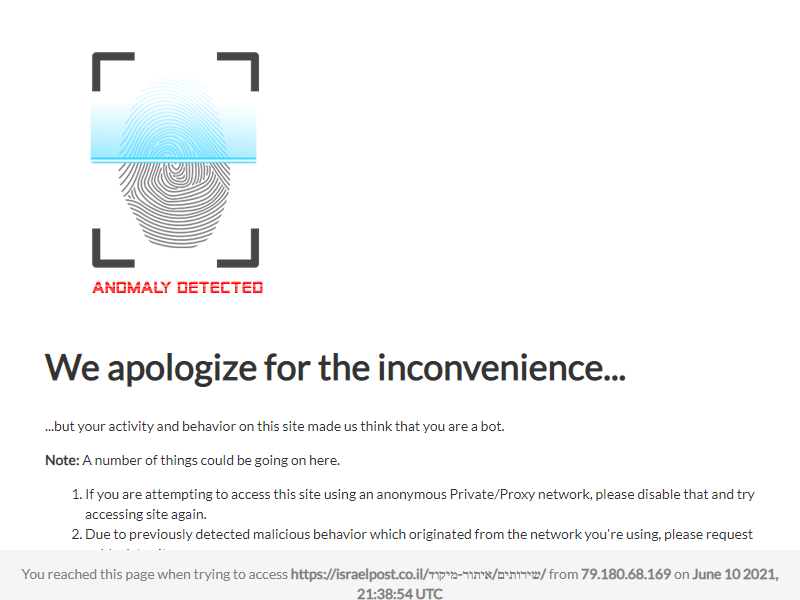 ANOMALY DETECTED
We apologize for the inconvenience...
...but your activity and behavior on this site made us think that you are a bot.
Note: A number of things could be going on here.
1. If you are attempting to access this site using an anonymous Private/Proxy network, please disable that and try
accessing site again.
2. Due to previously detected malicious behavior which originated from the network you're using, please request
You reached this page when trying to access https://israelpost.co.il/שירותים/איתור-מיקוד/ from 79.180.68.169 on June 10 2021,
21:38:54 UTC